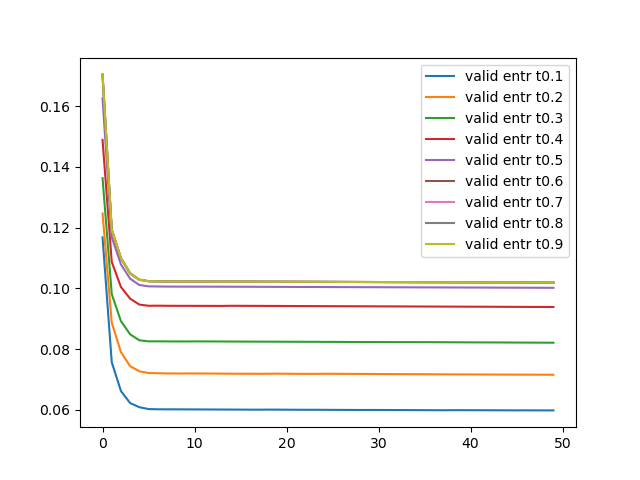 valid entr t0.1
valid entr t0.2
valid entr t0.3
valid entr t0.4
valid entr t0.5
valid entr t0.6
valid entr t0.7
valid entr t0.8
valid entr t0.9
0.16
0.14
0.12
0.10
0.08
0.06
0 10 20 30 40 50